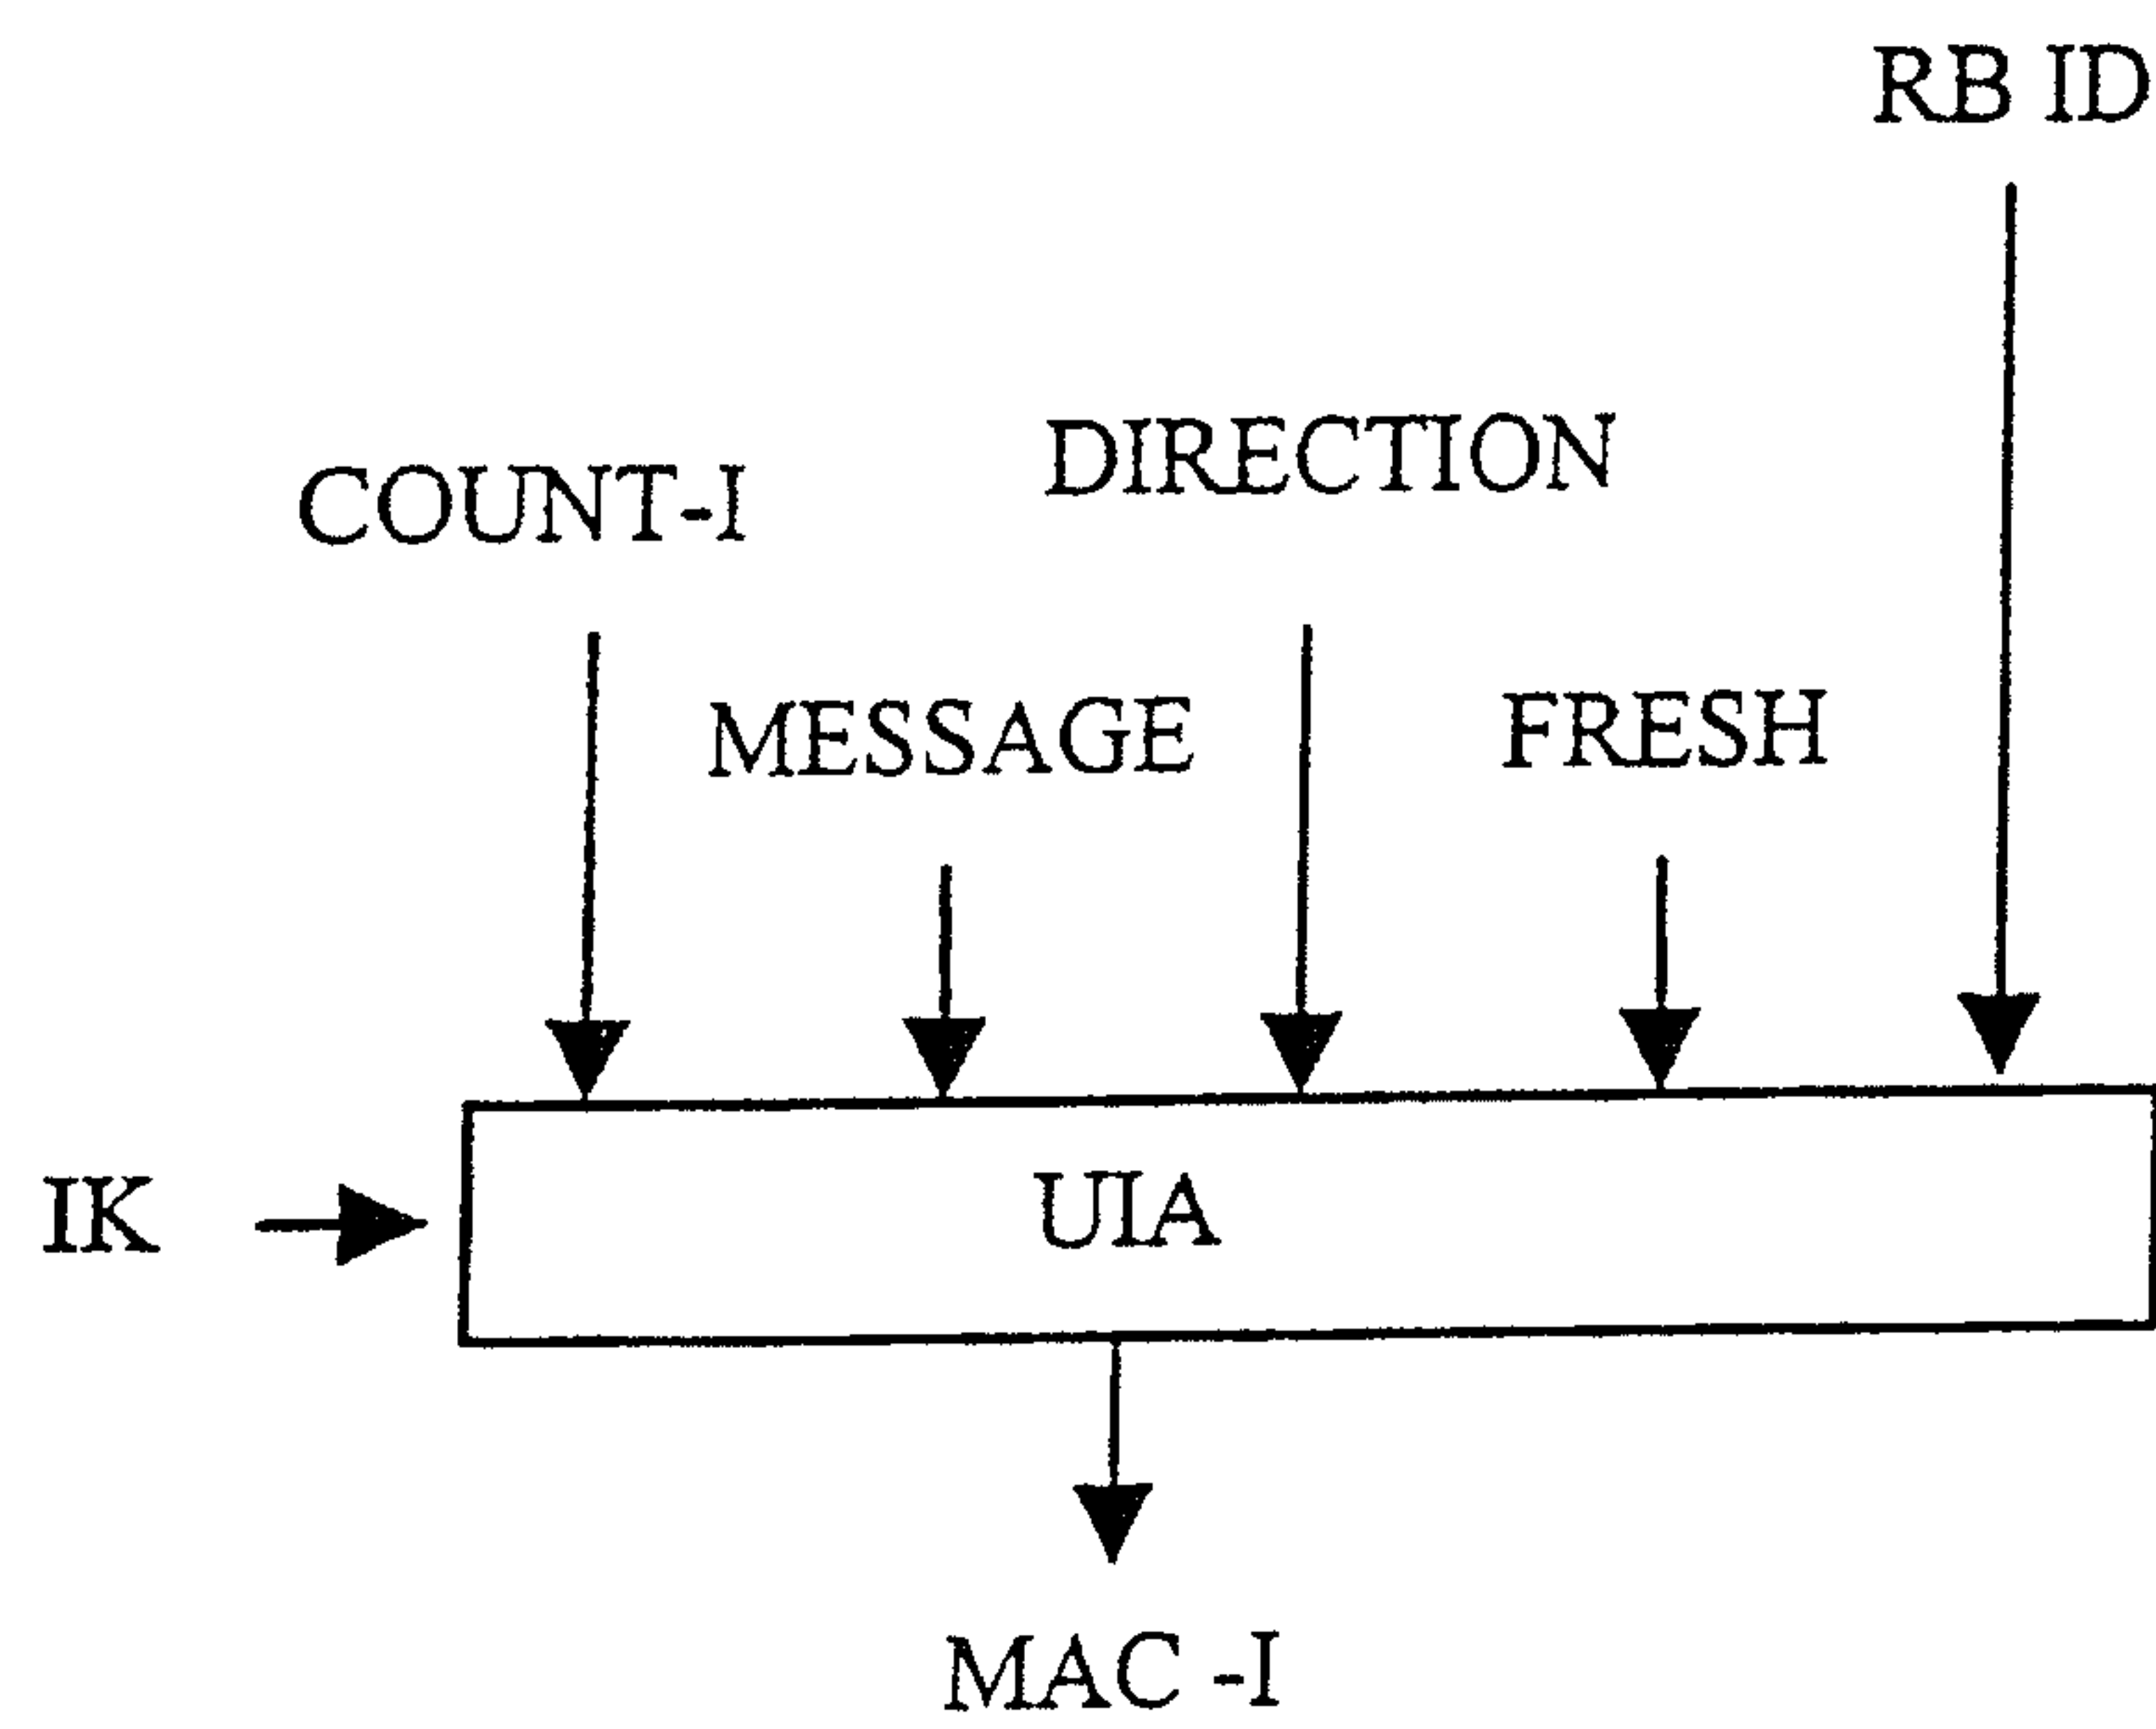 RB ID
DIRECTION
COUNT-I
MESSAGE
FRESH
IK
UIA
MAC -I